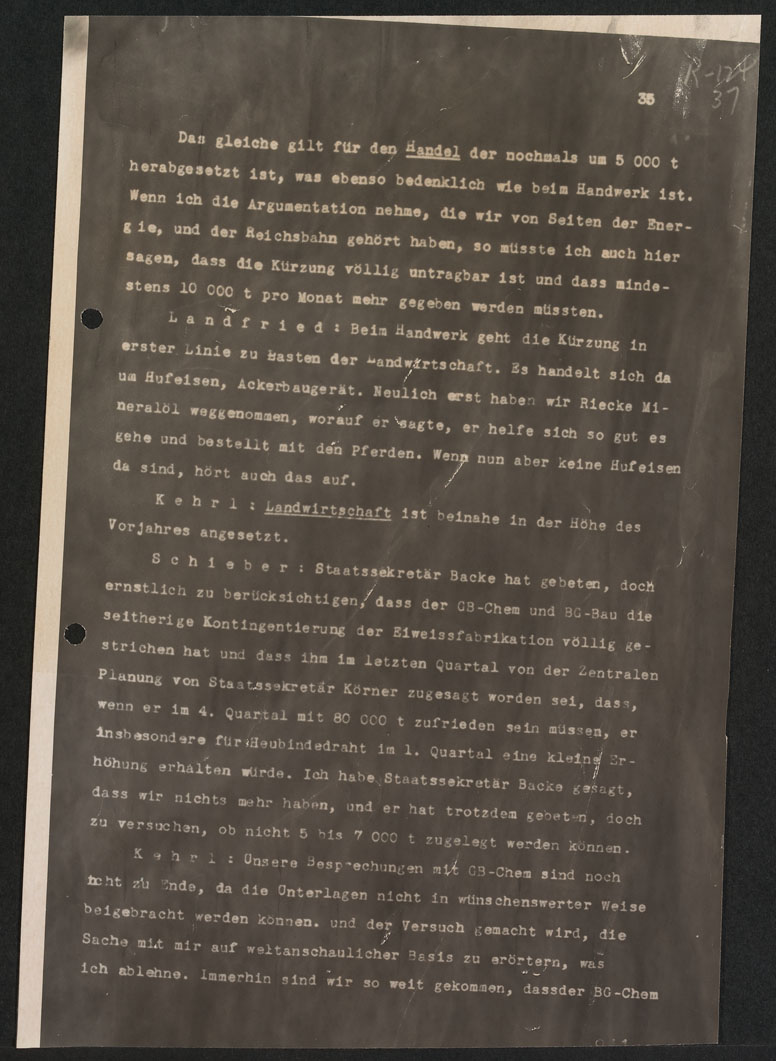 R-124
37
35
Das gleiche gilt für den Handel der nochmals um 5 000 t
herabgesetzt ist, was ebenso bedenklich wie beim Handwerk ist.
Wenn ich die Argumentation nehme, die wir von Seiten der Ener-
gie, und der Reichsbahn gehört haben, so müsste ich auch hier
sagen, dass die Kürzung völlig untragbar ist und dass minde-
stens 10 000 t pro Monat mehr gegeben werden müssten.
L a n d f r i e d : Beim Handwerk geht die Kürzung in
erster Linie zu Lasten der Landwirtschaft. Es handelt sich da
um Hufeisen, Ackerbaugerät. Neulich erst haben wir Riecke Mi-
neralöl weggenommen, worauf er sagte, er helfe sich so gut es
gehe und bestellt mit den Pferden. Wenn nun aber keine Hufeisen
da sind, hört auch das auf.
K e h r l : Landwirtschaft ist beinahe in der Höhe des
Vorjahres angesetzt.
S c h i e b e r : Staatssekretär Backe hat gebeten, doch
ernstlich zu berücksichtigen, dass der GB-Chem und BG-Bau die
seitherige Kontingentierung der Eiweissfabrikation völlig ge-
strichen hat und dass ihm im letzten Quartal von der Zentralen
Planung von Staatssekretär Körner zugesagt worden sei, dass,
wenn er im 4. Quartal mit 80 000 t zufrieden sein müssen, er
insbesondere für Heubindedraht im 1. Quartal eine kleine Er-
höhung erhalten würde. Ich habe Staatssekretär Backe gesagt,
dass wir nichts mehr haben, und er hat trotzdem gebeten, doch
zu versuchen, ob nicht 5 bis 7 000 t zugelegt werden können.
K e h r l : Unsere Besprechungen mit GB-Chem sind noch
nicht zu Ende, da die Unterlagen nicht in wünschenswerter Weise
beigebracht werden können. und der Versuch gemacht wird, die
Sache mit mir auf weltanschaulicher Basis zu erörtern, was
ich ablehne. Immerhin sind wir so weit gekommen, dassder BG-Chem